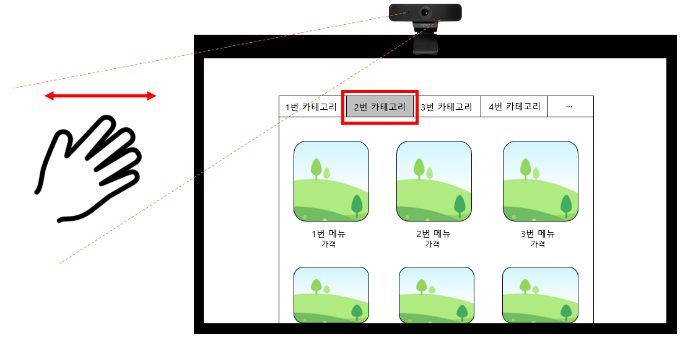 1번 카테고리 2번 카테고리 3번 카테고리 4번 카테고리 ...
1번 메뉴 2번 메뉴 3번 메뉴
가격 가격 가격